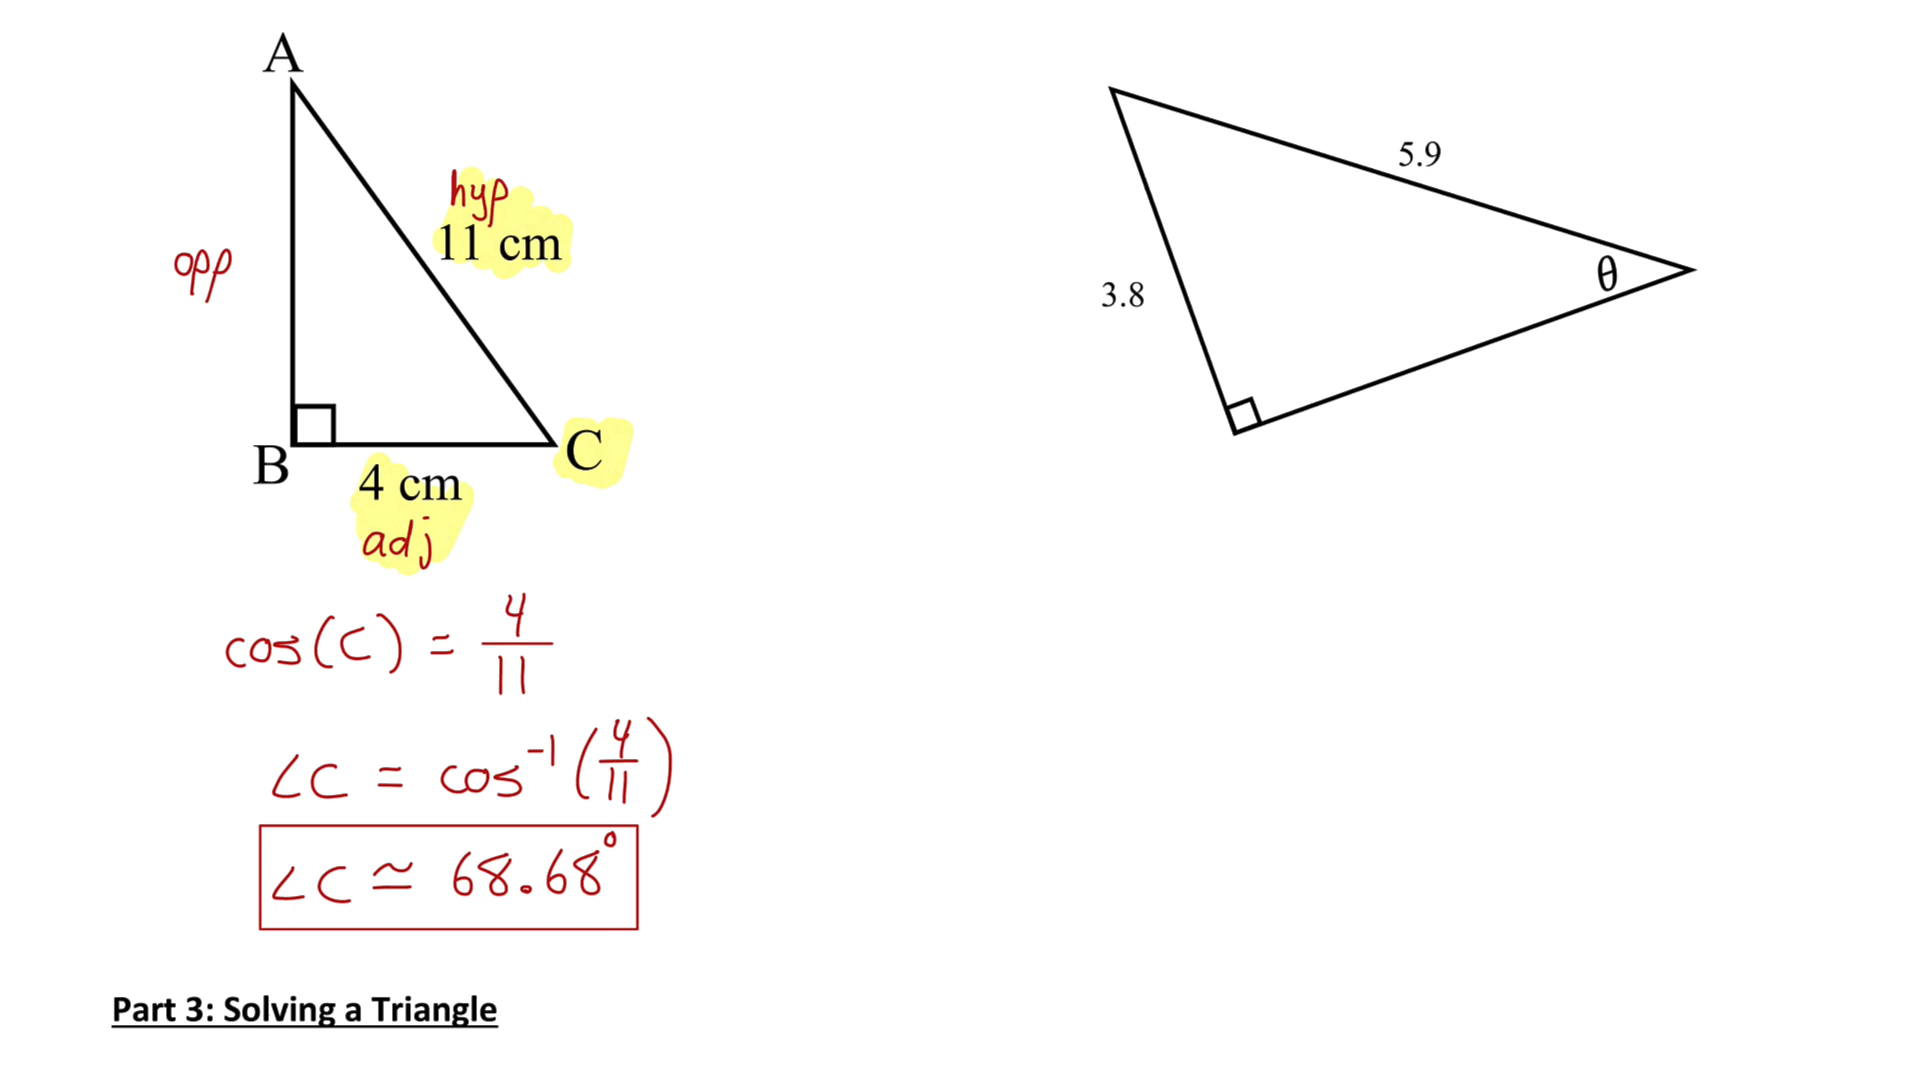 A
hyp
11 cm
opp
B
C
4 cm
adj
cos(C) = 4/11
∠C = cos⁻¹(4/11)
∠C ≃ 68.68°
5.9
3.8
θ
Part 3: Solving a Triangle